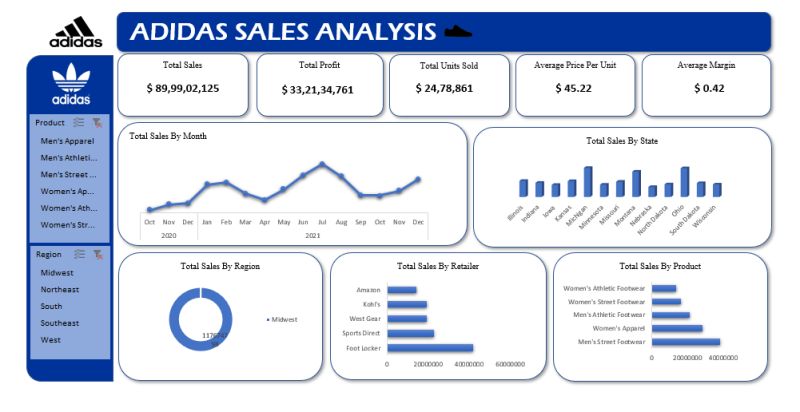 adidas
ADIDAS SALES ANALYSIS
adidas
Product
Men's Apparel
Men's Athleti...
Men's Street ...
Women's Ap...
Women's Ath...
Women's Str...
Region
Midwest
Northeast
South
Southeast
West
Total Sales
$ 89,99,02,125
Total Profit
$ 33,21,34,761
Total Units Sold
$ 24,78,861
Average Price Per Unit
$ 45.22
Average Margin
$ 0.42
Total Sales By Month
Oct Nov Dec Jan Feb Mar Apr May Jun Jul Aug Sep Oct Nov Dec
2020 2021
Total Sales By State
Illinois
Indiana
Iowa
Kansas
Michigan
Minnesota
Missouri
Montana
Nebraska
North Dakota
Ohio
South Dakota
Wisconsin
Total Sales By Region
Midwest
Total Sales By Retailer
Amazon
Kohl's
West Gear
Sports Direct
Foot Locker
0 20000000 40000000 60000000
Total Sales By Product
Women's Athletic Footwear
Women's Street Footwear
Men's Athletic Footwear
Women's Apparel
Men's Street Footwear
0 20000000 40000000